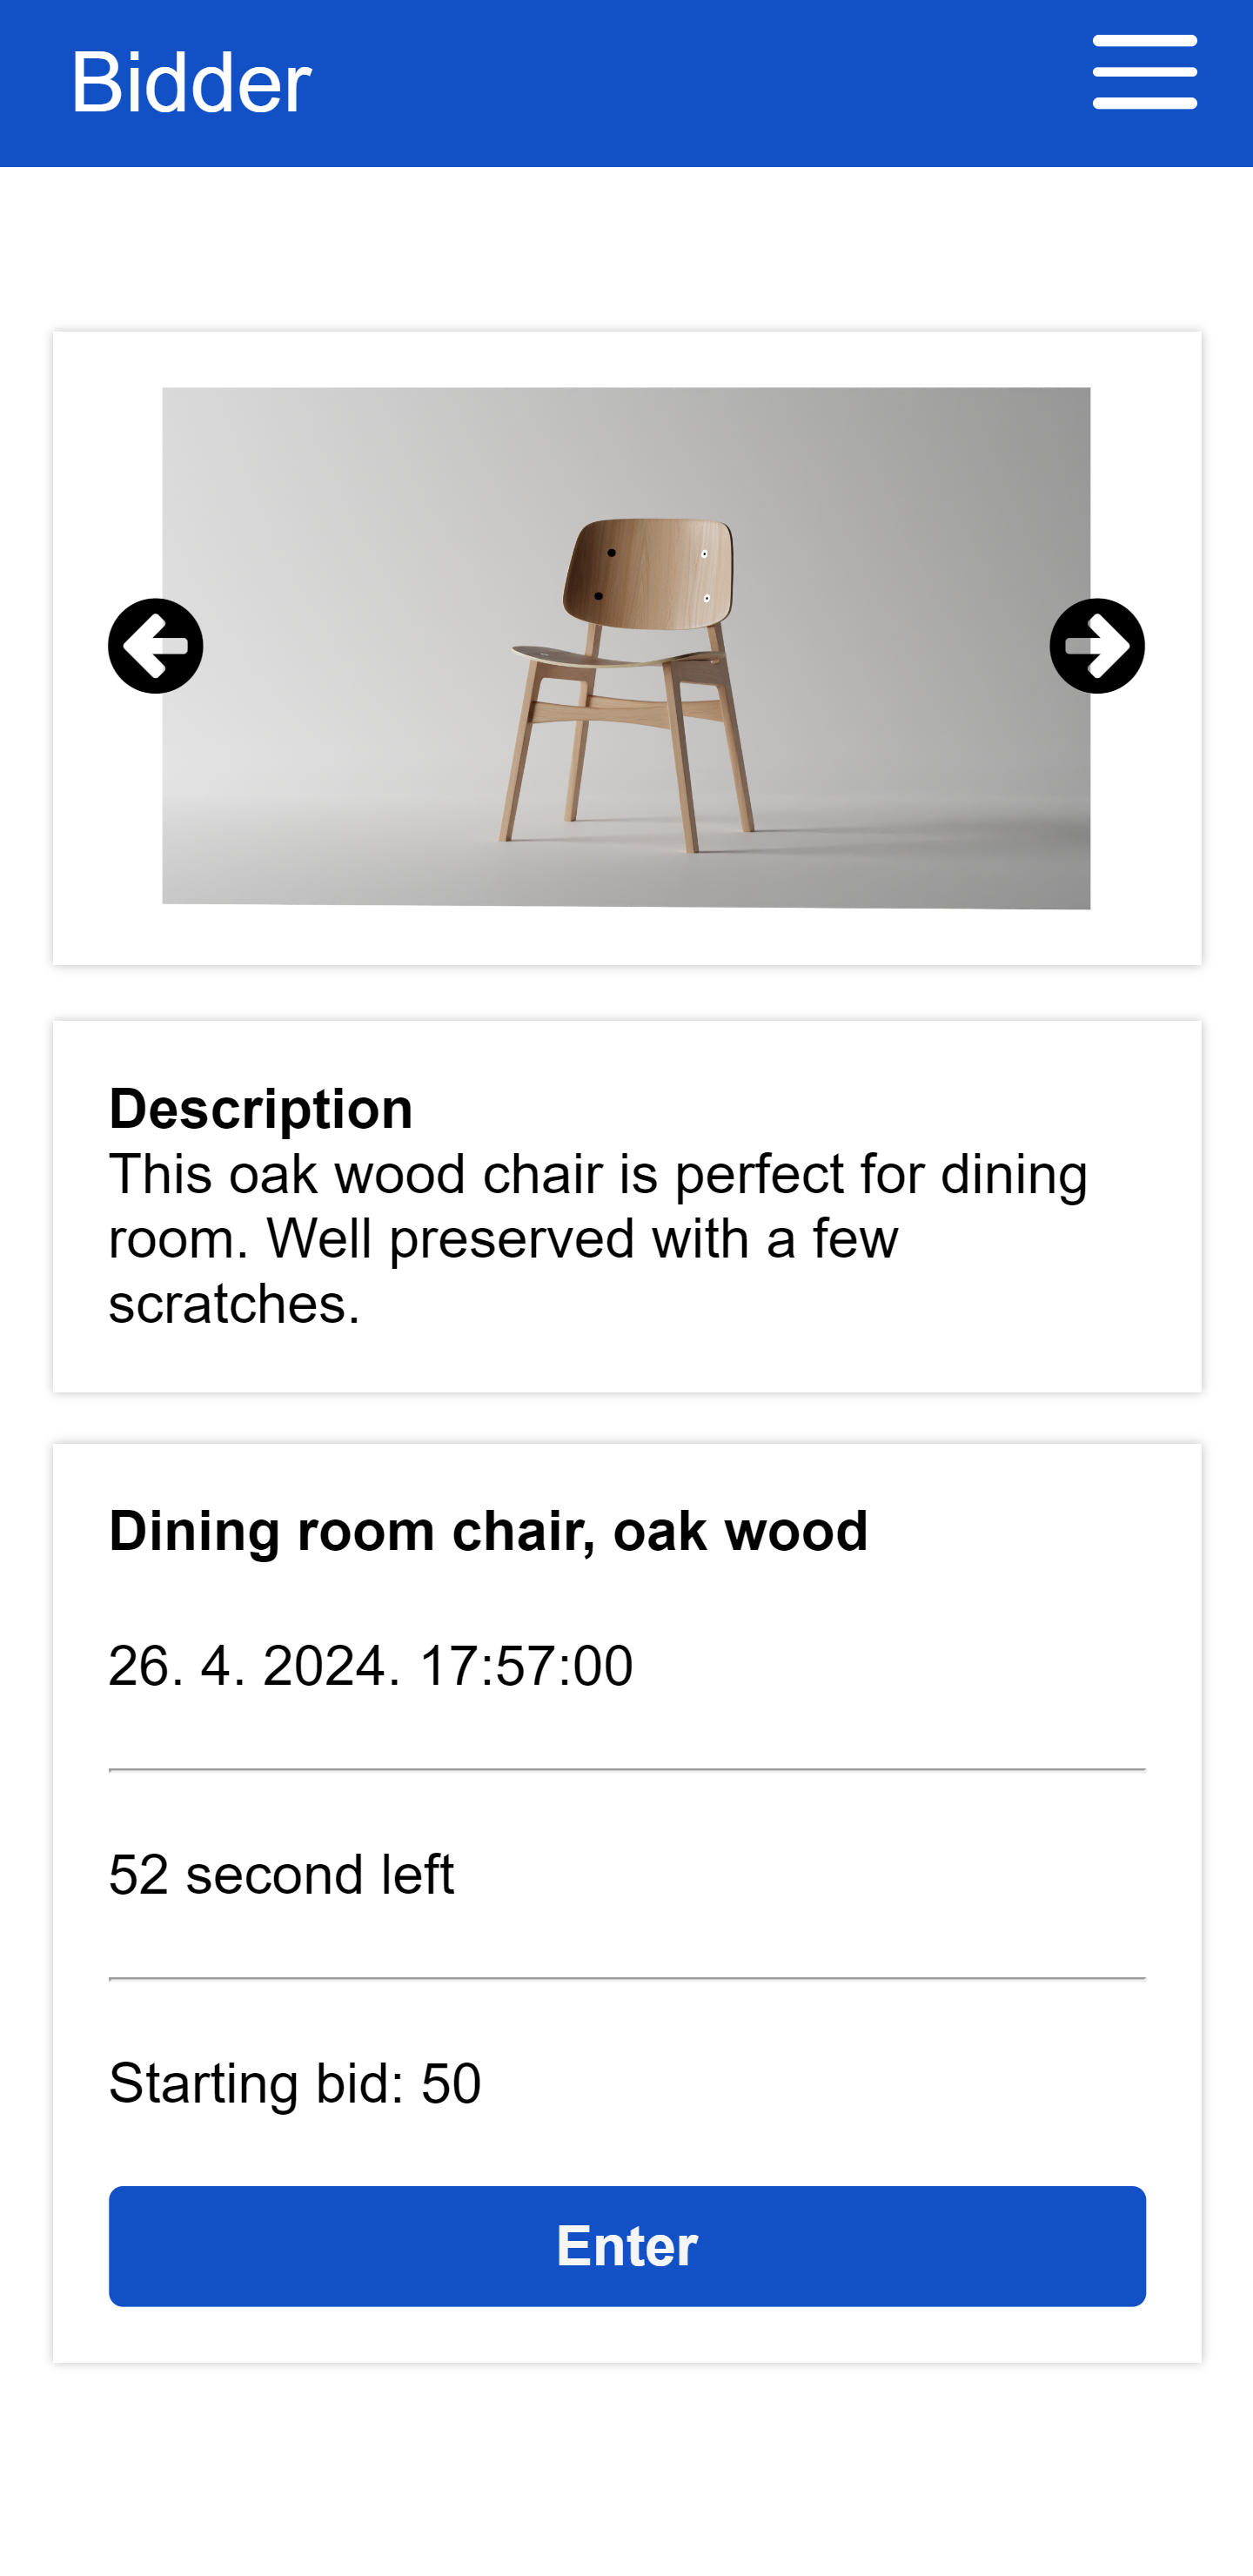 Bidder
Description
This oak wood chair is perfect for dining
room. Well preserved with a few
scratches.
Dining room chair, oak wood
26. 4. 2024. 17:57:00
52 second left
Starting bid: 50
Enter